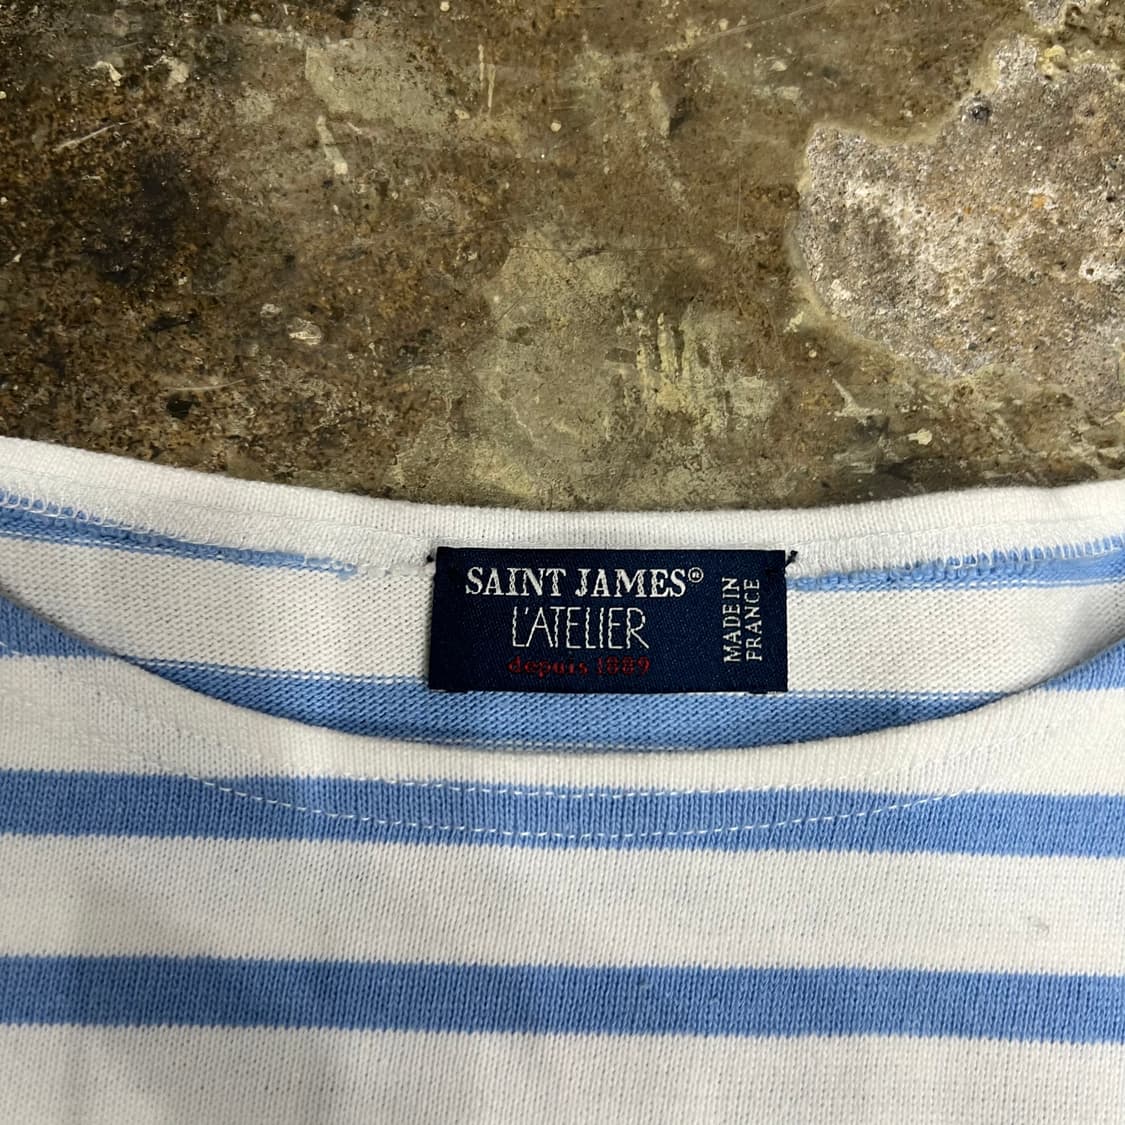 SAINT JAMES®
L'ATELIER
depuis 1889
MADE IN
FRANCE